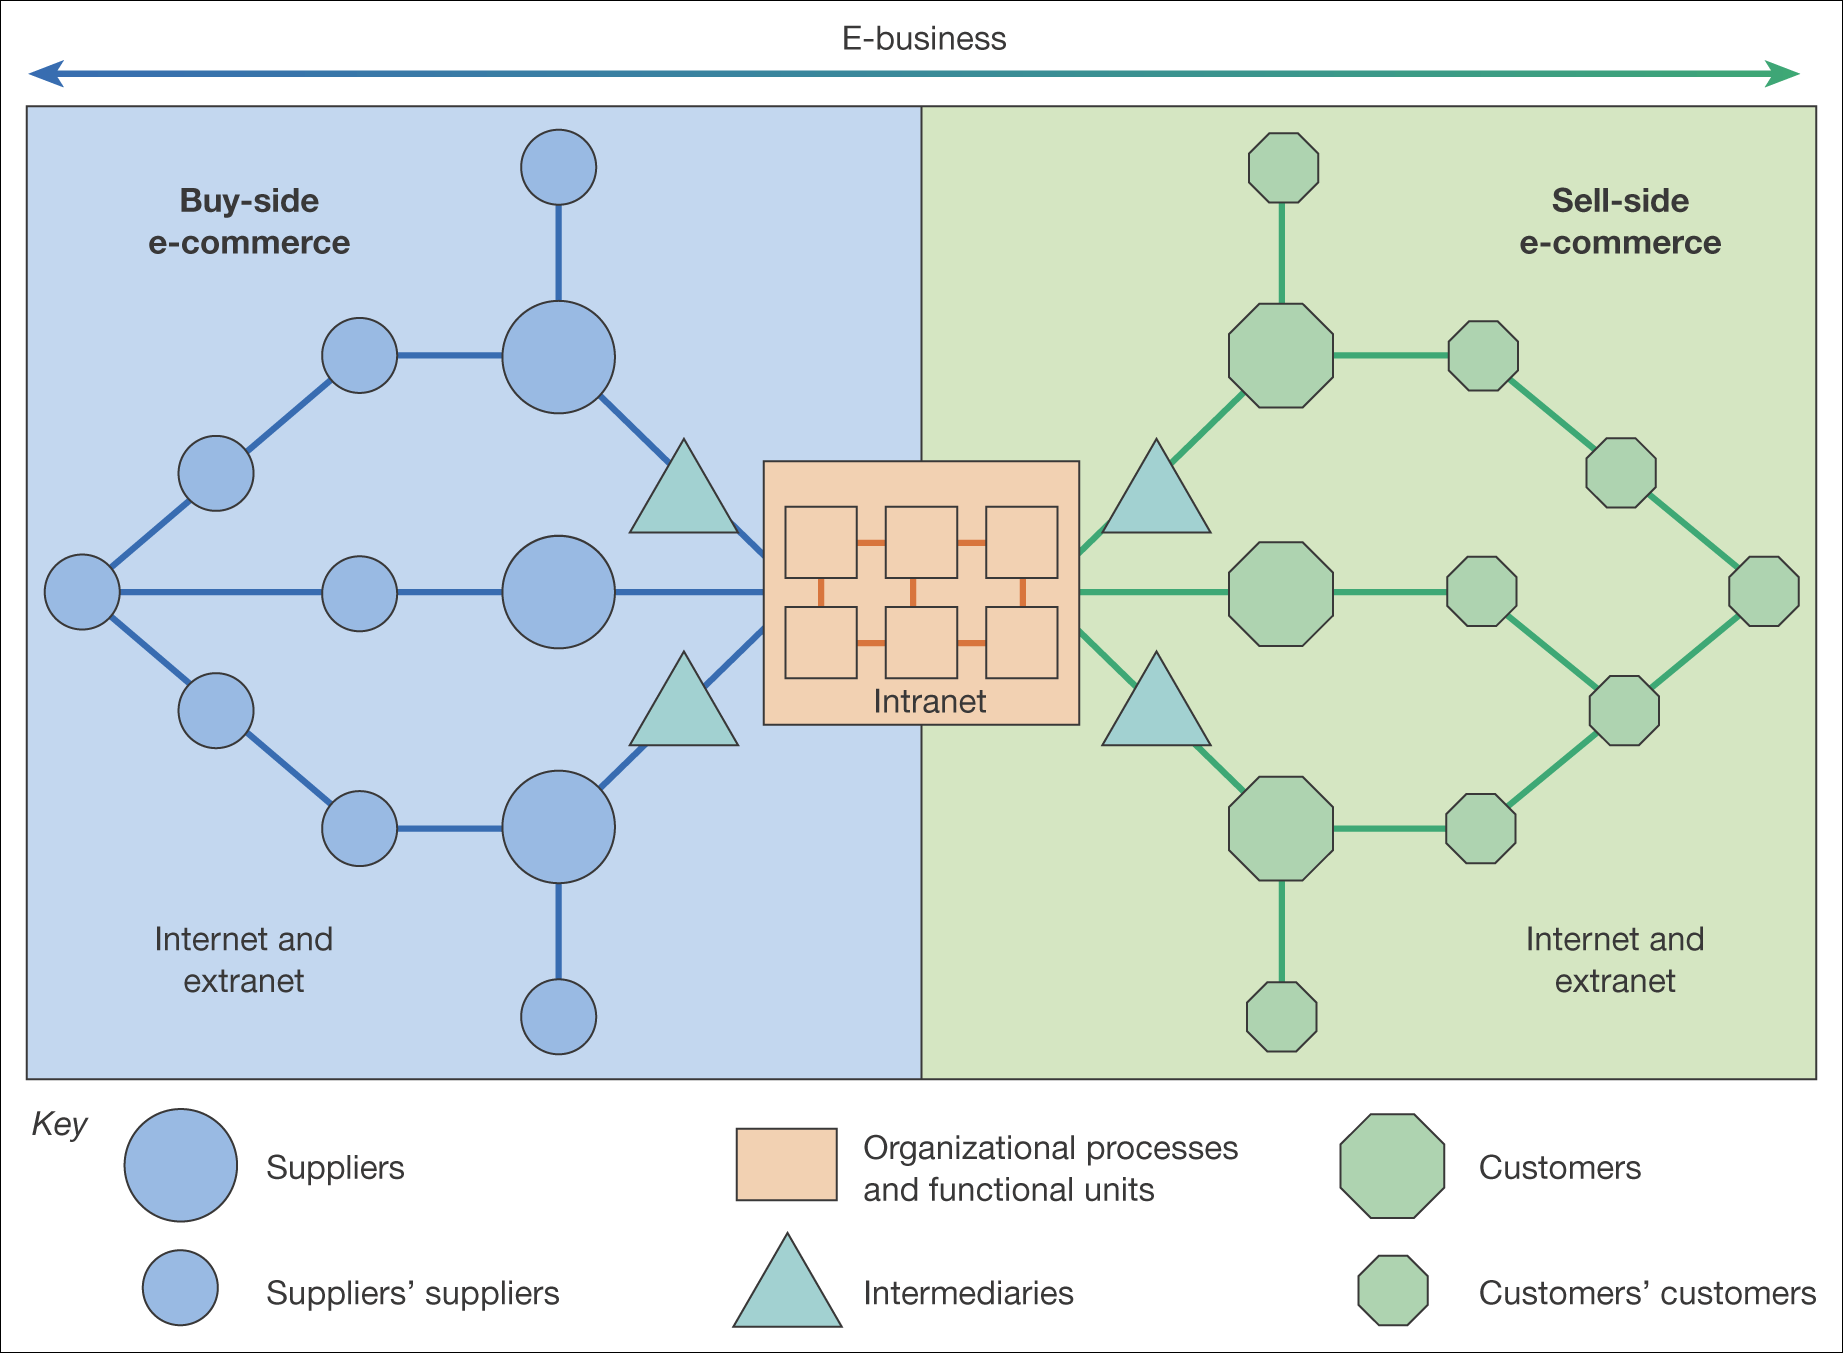 E-business
Buy-side
e-commerce
Sell-side
e-commerce
Intranet
Internet and
extranet
Internet and
extranet
Key
Suppliers
Organizational processes
and functional units
Customers
Suppliers’ suppliers
Intermediaries
Customers’ customers